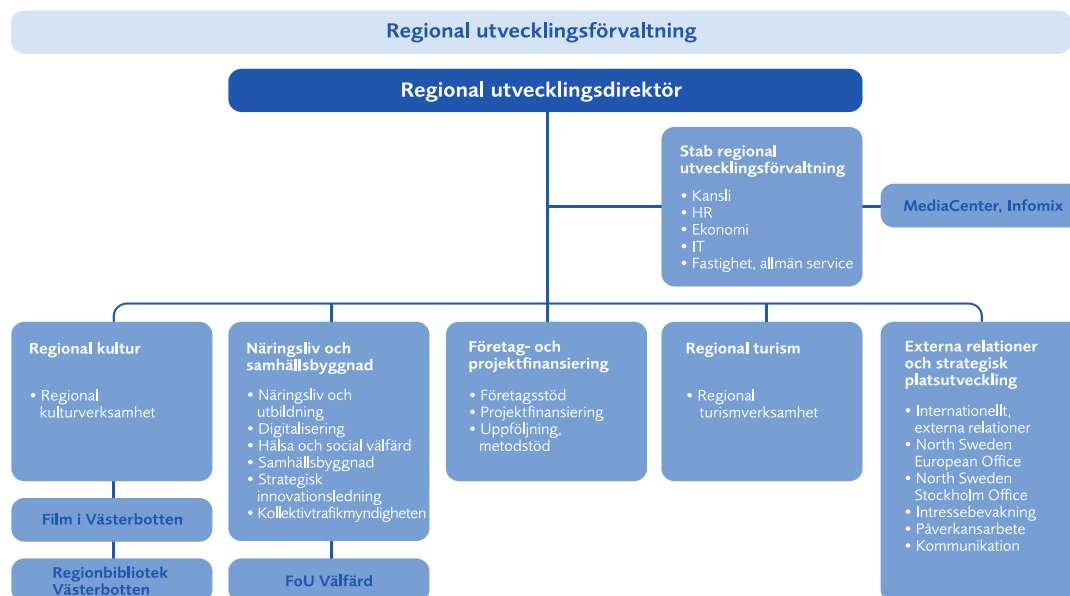 Regional utvecklingsförvaltning
Regional utvecklingsdirektör
Stab regional
utvecklingsförvaltning
• Kansli
• HR
• Ekonomi
• IT
• Fastighet, allmän service
MediaCenter, Infomix
Regional kultur
• Regional
kulturverksamhet
Film i Västerbotten
Regionbibliotek
Västerbotten
Näringsliv och
samhällsbyggnad
• Näringsliv och
utbildning
• Digitalisering
• Hälsa och social välfärd
• Samhällsbyggnad
• Strategisk
innovationsledning
• Kollektivtrafikmyndigheten
FoU Välfärd
Företag- och
projektfinansiering
• Företagsstöd
• Projektfinansiering
• Uppföljning,
metodstöd
Regional turism
• Regional
turismverksamhet
Externa relationer
och strategisk
platsutveckling
• Internationellt,
externa relationer
• North Sweden
European Office
• North Sweden
Stockholm Office
• Intressebevakning
• Påverkansarbete
• Kommunikation